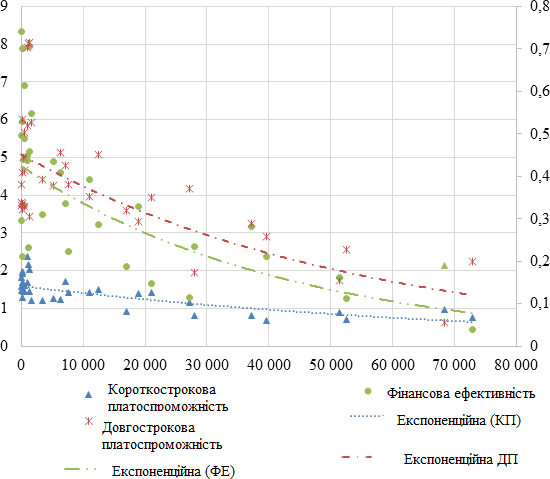 9
8
7
6
5
4
3
2
1
0
0,8
0,7
0,6
0,5
0,4
0,3
0,2
0,1
0
0 10 000 20 000 30 000 40 000 50 000 60 000 70 000 80 000
Короткострокова
платоспроможність
Фінансова ефективність
Довгострокова
платоспроможність
Експоненційна (КП)
Експоненційна (ФЕ)
Експоненційна ДП